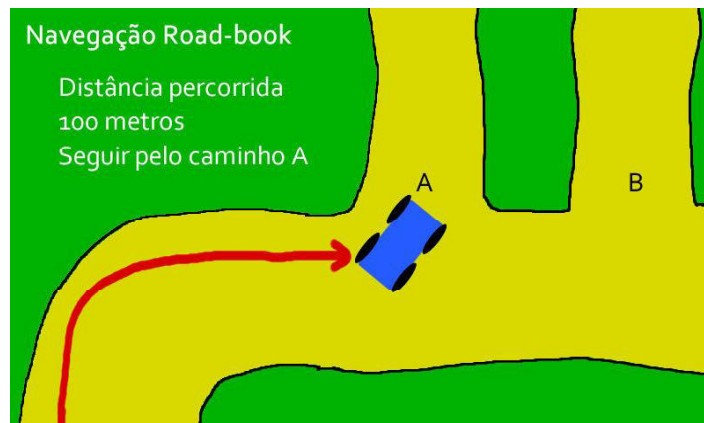 Navegação Road-book
Distância percorrida
100 metros
Seguir pelo caminho A
A
B